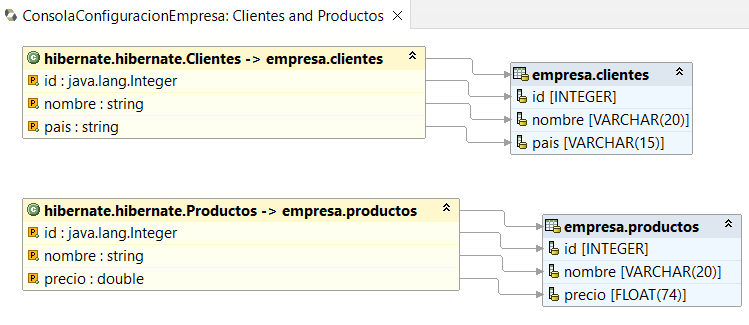 ConsolaConfiguracionEmpresa: Clientes and Productos
hibernate.hibernate.Clientes -> empresa.clientes
id : java.lang.Integer
nombre : string
pais : string
empresa.clientes
id [INTEGER]
nombre [VARCHAR(20)]
pais [VARCHAR(15)]
hibernate.hibernate.Productos -> empresa.productos
id : java.lang.Integer
nombre : string
precio : double
empresa.productos
id [INTEGER]
nombre [VARCHAR(20)]
precio [FLOAT(74)]